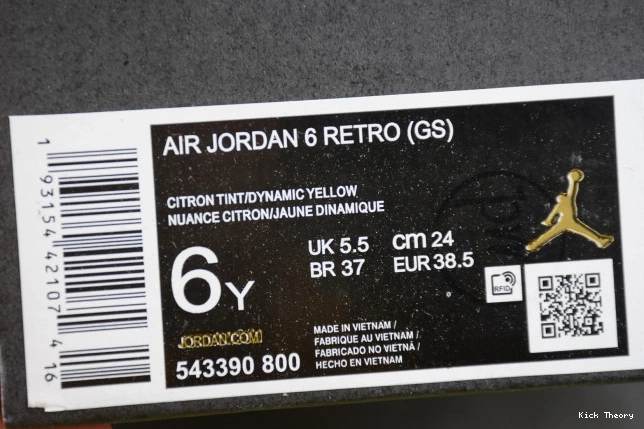 AIR JORDAN 6 RETRO (GS)
CITRON TINT/DYNAMIC YELLOW
NUANCE CITRON/JAUNE DINAMIQUE
6Y
UK 5.5 cm 24
BR 37 EUR 38.5
RFID
JORDAN.COM
543390 800
MADE IN VIETNAM /
FABRIQUE AU VIETNAM /
FABRICADO NO VIETNÃ /
HECHO EN VIETNAM
1 93154 42107 4 16
Kick Theory